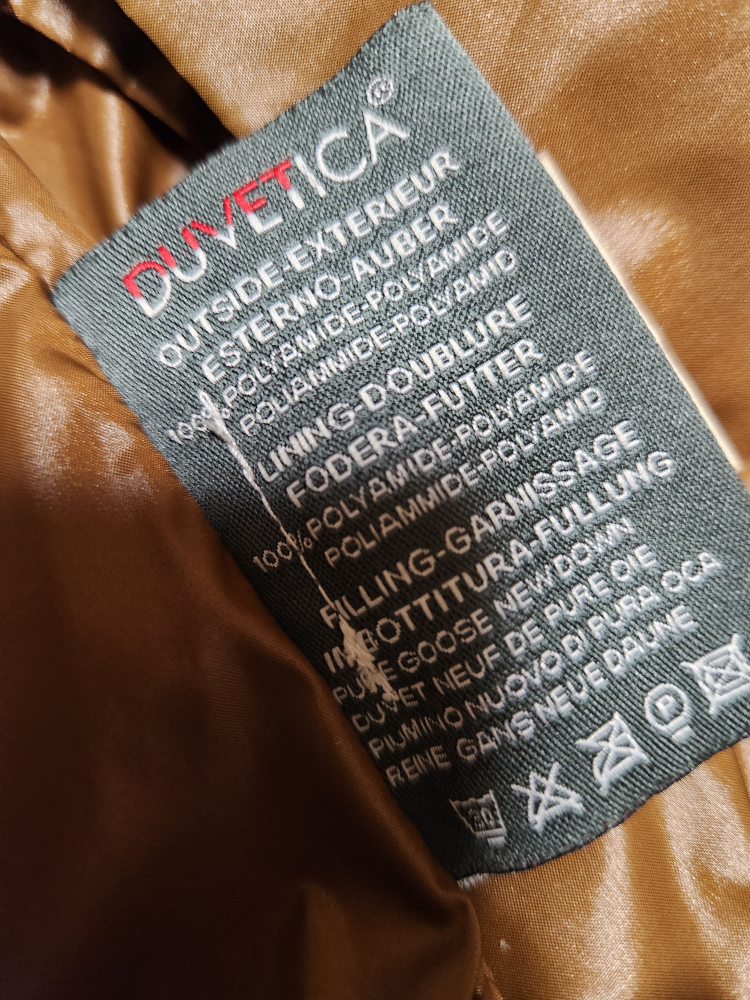 DUVETICA®
OUTSIDE-EXTERIEUR
ESTERNO-AUBER
100% POLYAMIDE-POLYAMIDE
POLIAMMIDE-POLYAMID
LINING-DOUBLURE
FODERA-FUTTER
100% POLYAMIDE-POLYAMIDE
POLIAMMIDE-POLYAMID
FILLING-GARNISSAGE
IMBOTTITURA-FULLUNG
PURE GOOSE NEW DOWN
DUVET NEUF DE PURE OIE
PIUMINO NUOVO DI PURA OCA
REINE GANS NEUE DAUNE
30
P